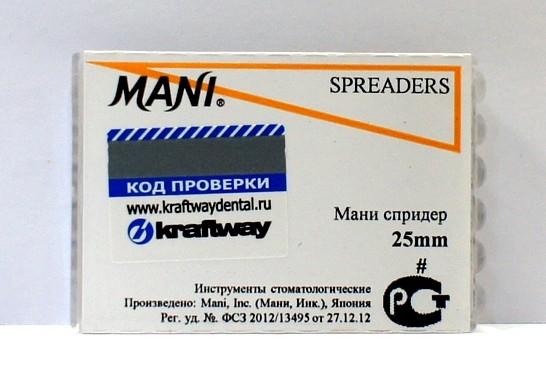 MANI®
SPREADERS
КОД ПРОВЕРКИ
www.kraftwaydental.ru
kraftway
Мани спридер
25mm
#
РСТ
Инструменты стоматологические
Произведено: Mani, Inc. (Мани, Инк.), Япония
Рег. уд. №. ФСЗ 2012/13495 от 27.12.12